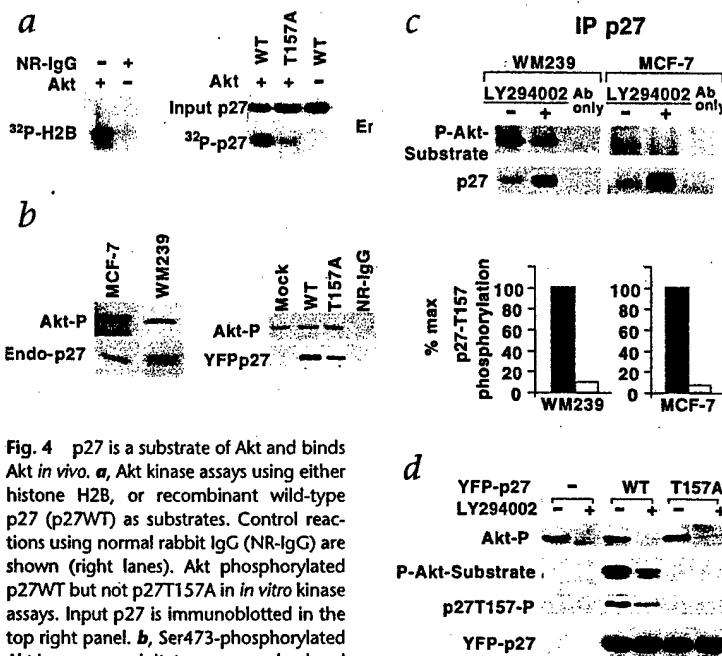 a
NR-IgG – +
Akt + –
³²P-H2B
WT T157A WT
Akt + + –
Input p27
³²P-p27
Er
b
MCF-7 WM239
Akt-P
Endo-p27
Mock WT T157A NR-IgG
Akt-P
YFPp27
c
IP p27
WM239 MCF-7
LY294002 Ab only LY294002 Ab only
– + – +
P-Akt-Substrate
p27
% max p27-T157 phosphorylation
100 100
80 80
60 60
40 40
20 20
0 0
WM239 MCF-7
Fig. 4 p27 is a substrate of Akt and binds
Akt in vivo. a, Akt kinase assays using either
histone H2B, or recombinant wild-type
p27 (p27WT) as substrates. Control reac-
tions using normal rabbit IgG (NR-IgG) are
shown (right lanes). Akt phosphorylated
p27WT but not p27T157A in in vitro kinase
assays. Input p27 is immunoblotted in the
top right panel. b, Ser473-phosphorylated
d
YFP-p27 – WT T157A
LY294002 – + – + – +
Akt-P
P-Akt-Substrate
p27T157-P
YFP-p27